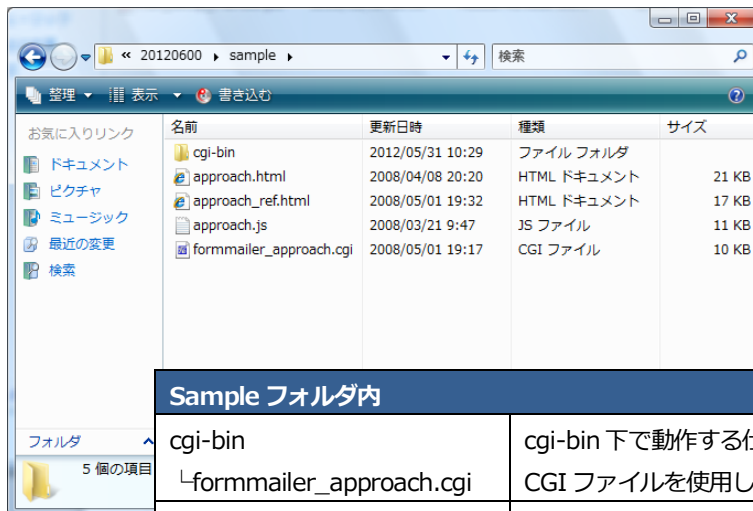 « 20120600 ▸ sample ▸ 検索
整理 ▼ 表示 ▼ 書き込む
お気に入りリンク
ドキュメント
ピクチャ
ミュージック
最近の変更
検索
フォルダ
5 個の項目
名前 更新日時 種類 サイズ
cgi-bin 2012/05/31 10:29 ファイル フォルダ
approach.html 2008/04/08 20:20 HTML ドキュメント 21 KB
approach_ref.html 2008/05/01 19:32 HTML ドキュメント 17 KB
approach.js 2008/03/21 9:47 JS ファイル 11 KB
formmailer_approach.cgi 2008/05/01 19:17 CGI ファイル 10 KB
Sample フォルダ内
cgi-bin cgi-bin 下で動作する
└formmailer_approach.cgi CGI ファイルを使用し